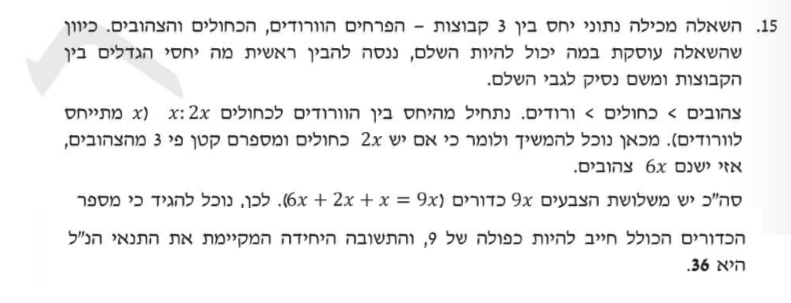 15. השאלה מכילה נתוני יחס בין 3 קבוצות – הפרחים הוורודים, הכחולים והצהובים. כיוון
שהשאלה עוסקת במה יכול להיות השלם, ננסה להבין ראשית מה יחסי הגדלים בין
הקבוצות ומשם נסיק לגבי השלם.
צהובים > כחולים > ורודים. נתחיל מהיחס בין הוורודים לכחולים x: 2x (x מתייחס
לוורודים). מכאן נוכל להמשיך ולומר כי אם יש 2x כחולים ומספרם קטן פי 3 מהצהובים,
אזי ישנם 6x צהובים.
סה"כ יש משלושת הצבעים 9x כדורים (6x + 2x + x = 9x). לכן, נוכל להגיד כי מספר
הכדורים הכולל חייב להיות כפולה של 9, והתשובה היחידה המקיימת את התנאי הנ"ל
היא 36.